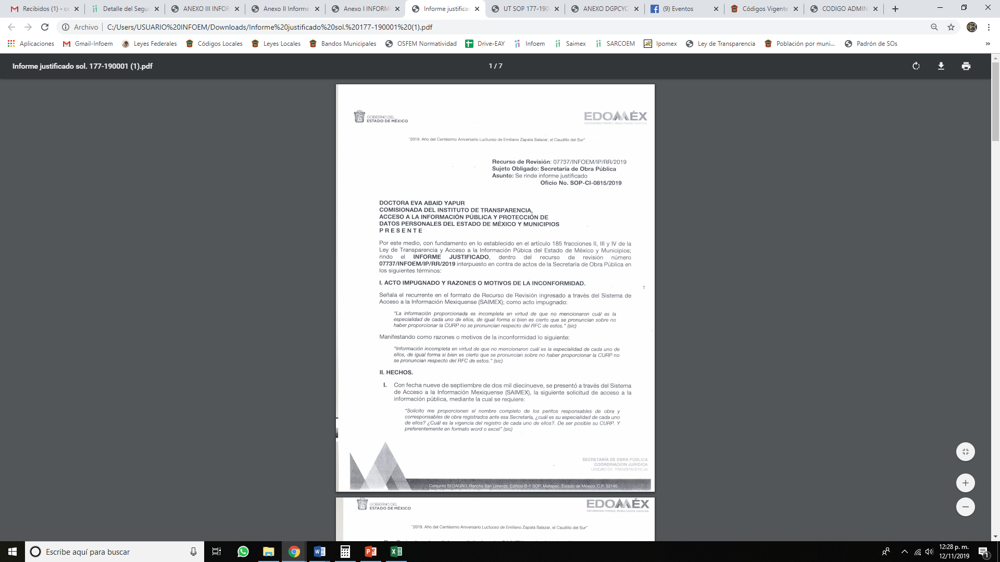 Recibidos (1) - ce
Detalle del Segui
ANEXO III INFOR
Anexo II Informe
Anexo I INFORM
Informe justificad
UT SOP 177-190
ANEXO DGPCYC
(9) Eventos
Códigos Vigente
CODIGO ADMIN
Archivo
C:/Users/USUARIO%20INFOEM/Downloads/Informe%20justificado%20sol.%20177-190001%20(1).pdf
Aplicaciones
Gmail-Infoem
Leyes Federales
Códigos Locales
Leyes Locales
Bandos Municipales
OSFEM Normatividad
Drive-EAY
Infoem
Saimex
SARCOEM
Ipomex
Ley de Transparencia
Población por muni...
Padrón de SOs
»
Informe justificado sol. 177-190001 (1).pdf
1 / 7
GOBIERNO DEL
ESTADO DE MÉXICO
EDOMÉX
DECISIONES FIRMES, RESULTADOS FUERTES
"2019. Año del Centésimo Aniversario Luctuoso de Emiliano Zapata Salazar, el Caudillo del Sur"
Recurso de Revisión: 07737/INFOEM/IP/RR/2019
Sujeto Obligado: Secretaría de Obra Pública
Asunto: Se rinde informe justificado
Oficio No. SOP-CI-0815/2019
DOCTORA EVA ABAID YAPUR
COMISIONADA DEL INSTITUTO DE TRANSPARENCIA,
ACCESO A LA INFORMACIÓN PÚBLICA Y PROTECCIÓN DE
DATOS PERSONALES DEL ESTADO DE MÉXICO Y MUNICIPIOS
P R E S E N T E
Por este medio, con fundamento en lo establecido en el artículo 185 fracciones II, III y IV de la
Ley de Transparencia y Acceso a la Información Púbica del Estado de México y Municipios;
rindo el INFORME JUSTIFICADO, dentro del recurso de revisión número
07737/INFOEM/IP/RR/2019 interpuesto en contra de actos de la Secretaría de Obra Pública en
los siguientes términos:
I. ACTO IMPUGNADO Y RAZONES O MOTIVOS DE LA INCONFORMIDAD.
1
Señala el recurrente en el formato de Recurso de Revisión ingresado a través del Sistema de
Acceso a la Información Mexiquense (SAIMEX); como acto impugnado:
"La información proporcionada es incompleta en virtud de que no mencionaron cuál es la
especialidad de cada uno de ellos, de igual forma si bien es cierto que se pronuncian sobre no
haber proporcionar la CURP no se pronuncian respecto del RFC de estos." (sic)
Manifestando como razones o motivos de la inconformidad lo siguiente:
"Información incompleta en virtud de que no mencionaron cuál es la especialidad de cada uno de
ellos, de igual forma si bien es cierto que se pronuncian sobre no haber proporcionar la CURP no
se pronuncian respecto del RFC de estos." (sic)
II. HECHOS.
I. Con fecha nueve de septiembre de dos mil diecinueve, se presentó a través del Sistema
de Acceso a la Información Mexiquense (SAIMEX), la siguiente solicitud de acceso a la
información pública, mediante la cual se requiere:
"Solicito me proporcionen el nombre completo de los peritos responsables de obra y
corresponsables de obra registrados ante esa Secretaría, ¿cuál es su especialidad de cada uno
de ellos? ¿Cuál es la vigencia del registro de cada uno de ellos?. De ser posible su CURP. Y
preferentemente en formato word o excel" (sic)
SECRETARÍA DE OBRA PÚBLICA
COORDINACION JURIDICA
UNIDAD DE TRANSPARENCIA
Conjunto SEDAGRO, Rancho San Lorenzo, Edificio B-1 SOP, Metepec, Estado de México, C.P. 52140
GOBIERNO DEL
ESTADO DE MÉXICO
EDOMÉX
DECISIONES FIRMES, RESULTADOS FUERTES
"2019. Año del Centésimo Aniversario Luctuoso de Emiliano Zapata Salazar, el Caudillo del Sur"
Escribe aquí para buscar
12:28 p. m.
12/11/2019
1